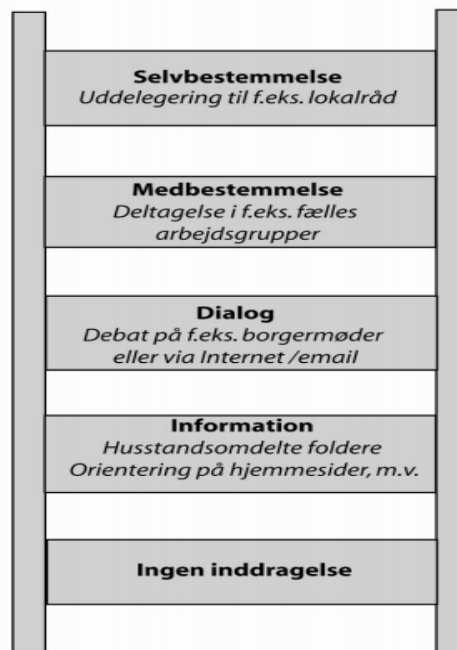 Selvbestemmelse
Uddelegering til f.eks. lokalråd
Medbestemmelse
Deltagelse i f.eks. fælles
arbejdsgrupper
Dialog
Debat på f.eks. borgermøder
eller via Internet /email
Information
Husstandsomdelte foldere
Orientering på hjemmesider, m.v.
Ingen inddragelse